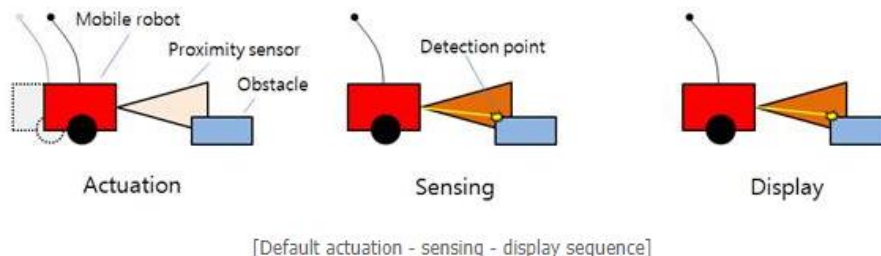 Mobile robot
Proximity sensor
Obstacle
Detection point
Actuation
Sensing
Display
[Default actuation - sensing - display sequence]